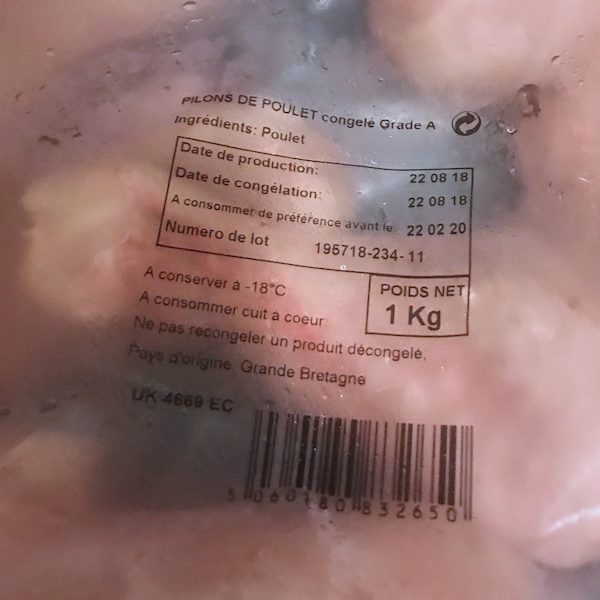 PILONS DE POULET congelé Grade A
Ingrédients: Poulet
Date de production: 22 08 18
Date de congélation: 22 08 18
A consommer de préférence avant le: 22 02 20
Numero de lot 195718-234-11
A conserver à -18°C
POIDS NET
A consommer cuit à coeur
1 Kg
Ne pas recongeler un produit décongelé.
Pays d'origine: Grande Bretagne
UK 4669 EC
5 060180 832650